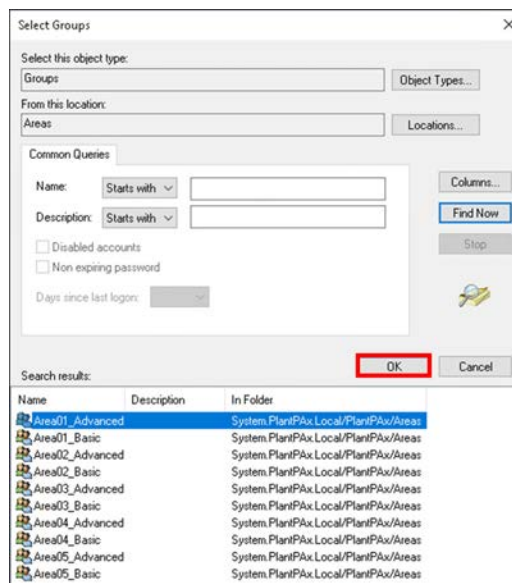 Select Groups
Select this object type:
Groups
Object Types...
From this location:
Areas
Locations...
Common Queries
Name: Starts with
Description: Starts with
Columns...
Find Now
Stop
Disabled accounts
Non expiring password
Days since last logon:
OK
Cancel
Search results:
Name Description In Folder
Area01_Advanced System.PlantPAx.Local/PlantPAx/Areas
Area01_Basic System.PlantPAx.Local/PlantPAx/Areas
Area02_Advanced System.PlantPAx.Local/PlantPAx/Areas
Area02_Basic System.PlantPAx.Local/PlantPAx/Areas
Area03_Advanced System.PlantPAx.Local/PlantPAx/Areas
Area03_Basic System.PlantPAx.Local/PlantPAx/Areas
Area04_Advanced System.PlantPAx.Local/PlantPAx/Areas
Area04_Basic System.PlantPAx.Local/PlantPAx/Areas
Area05_Advanced System.PlantPAx.Local/PlantPAx/Areas
Area05_Basic System.PlantPAx.Local/PlantPAx/Areas